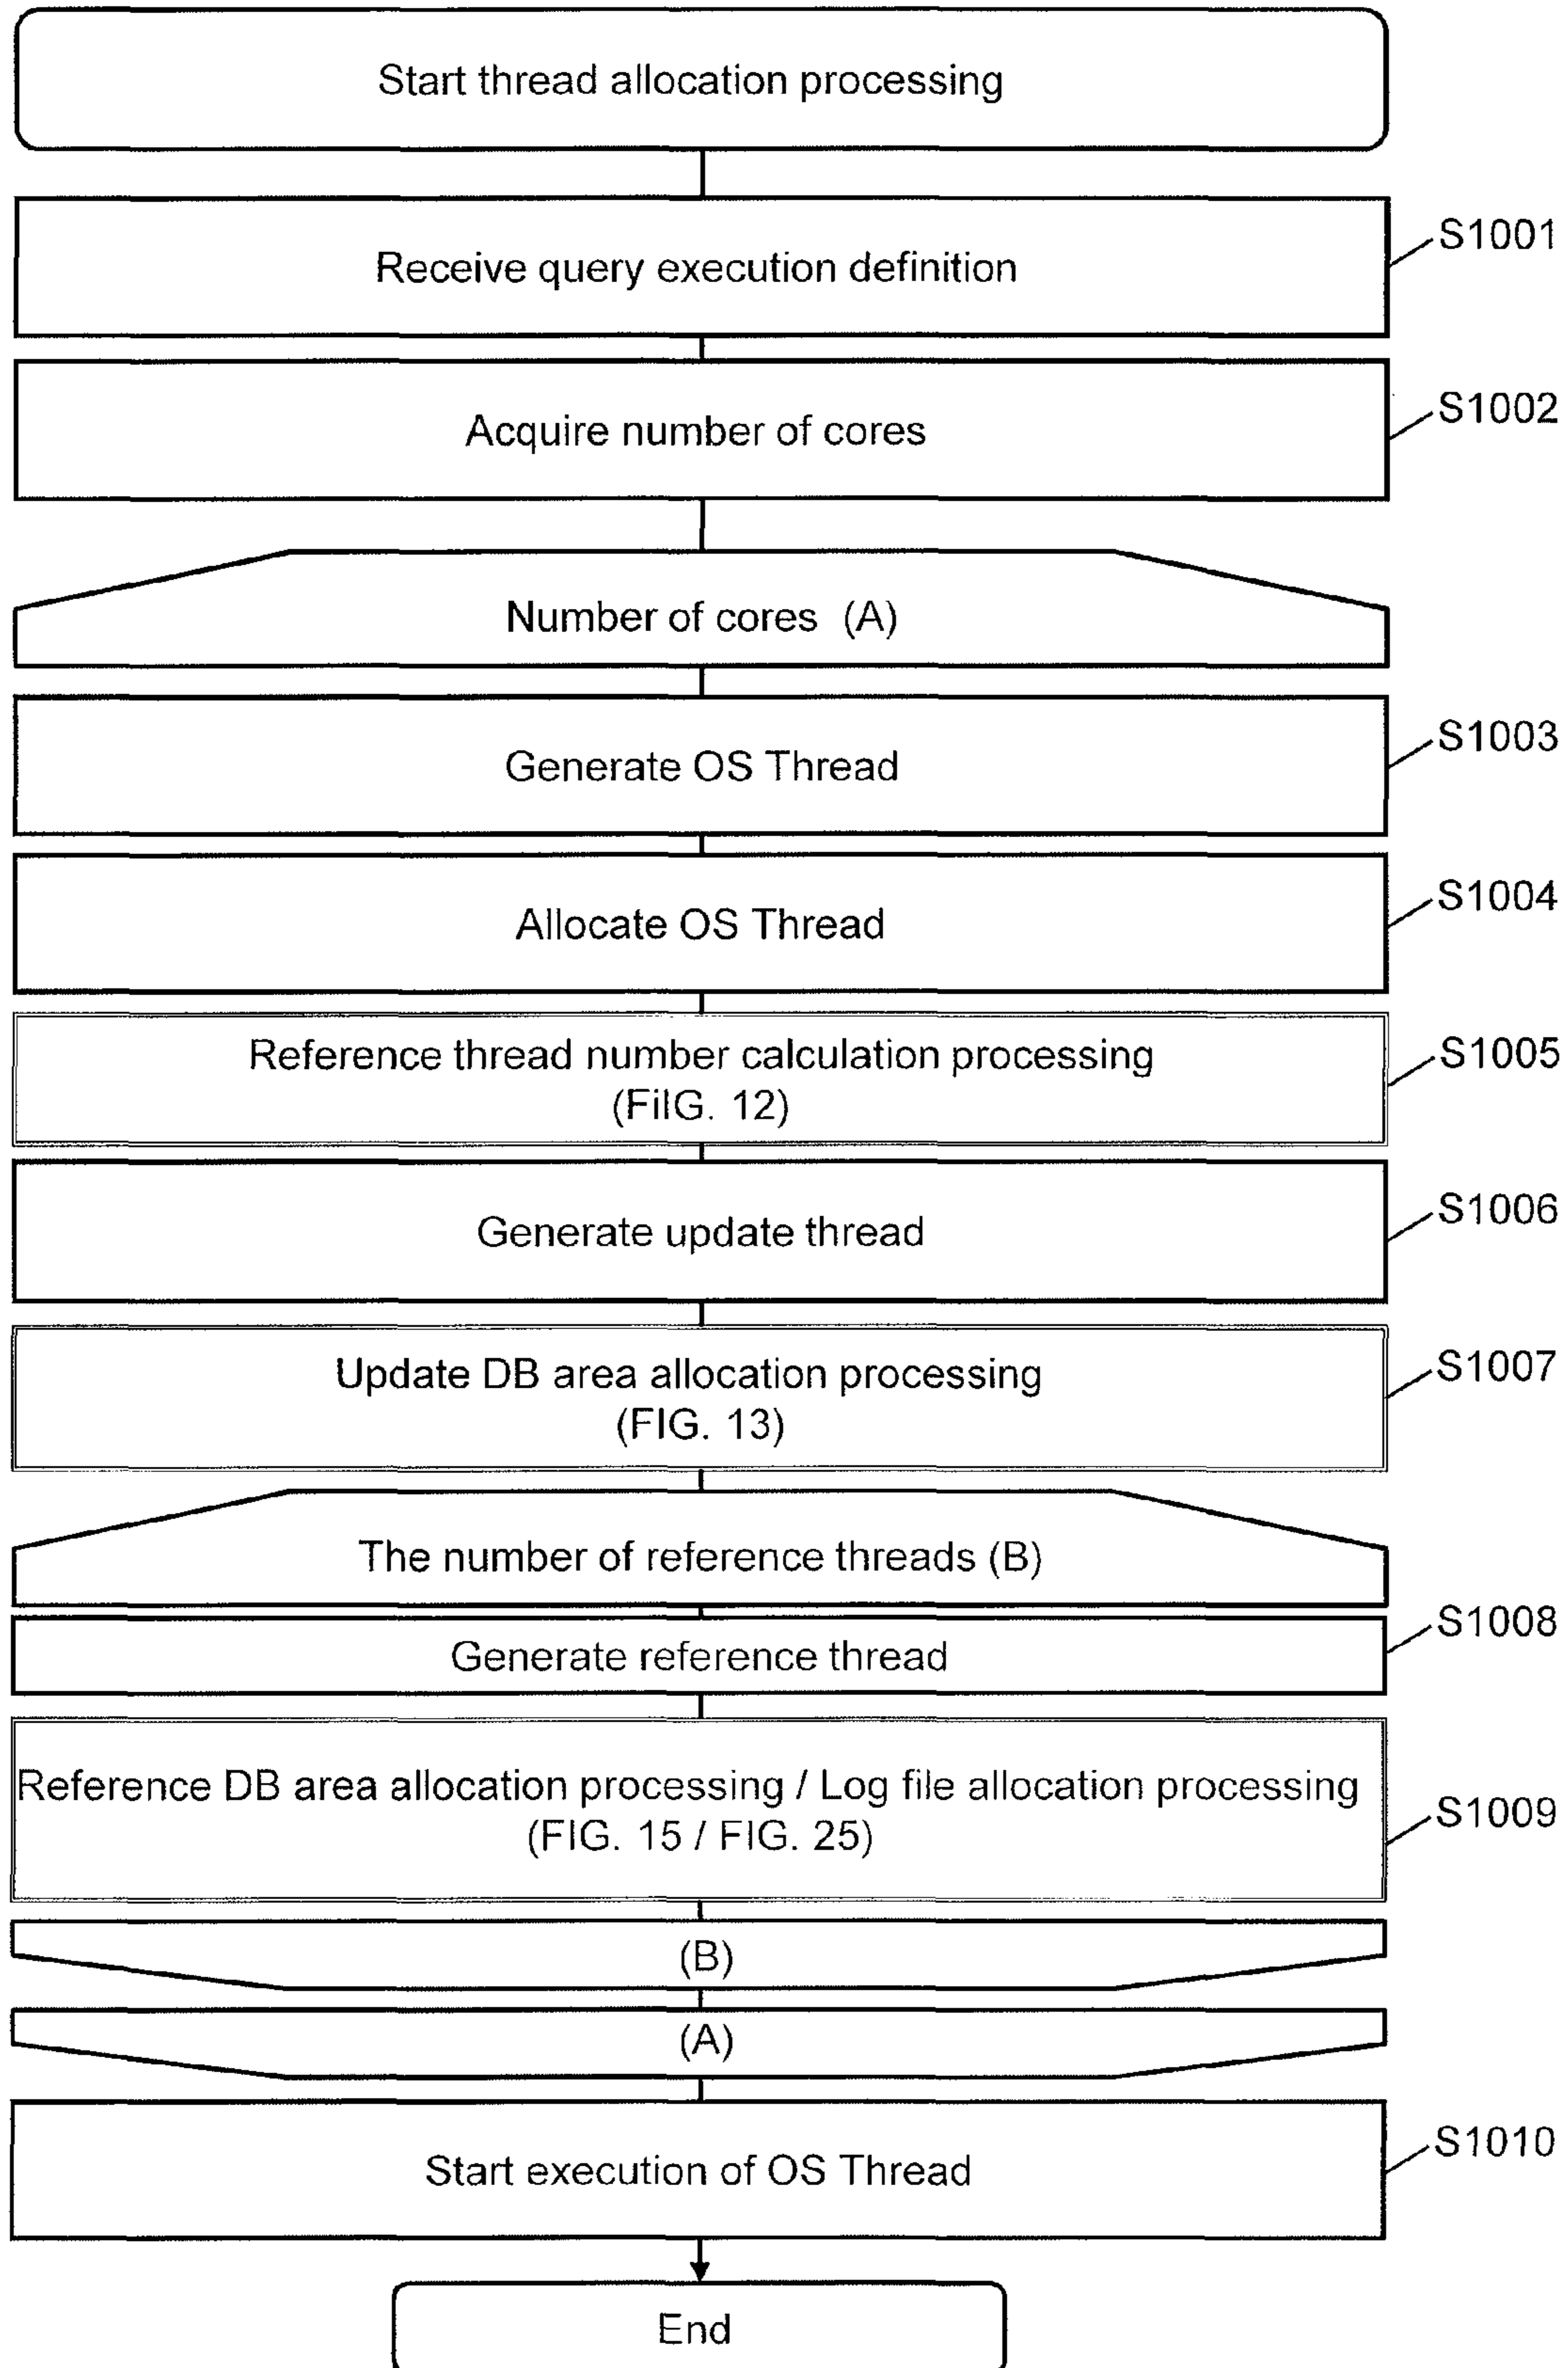 Start thread allocation processing
Receive query execution definition
S1001
Acquire number of cores
S1002
Number of cores (A)
Generate OS Thread
S1003
Allocate OS Thread
S1004
Reference thread number calculation processing
(FiIG. 12)
S1005
Generate update thread
S1006
Update DB area allocation processing
(FIG. 13)
S1007
The number of reference threads (B)
Generate reference thread
S1008
Reference DB area allocation processing / Log file allocation processing
(FIG. 15 / FIG. 25)
S1009
(B)
(A)
Start execution of OS Thread
S1010
End